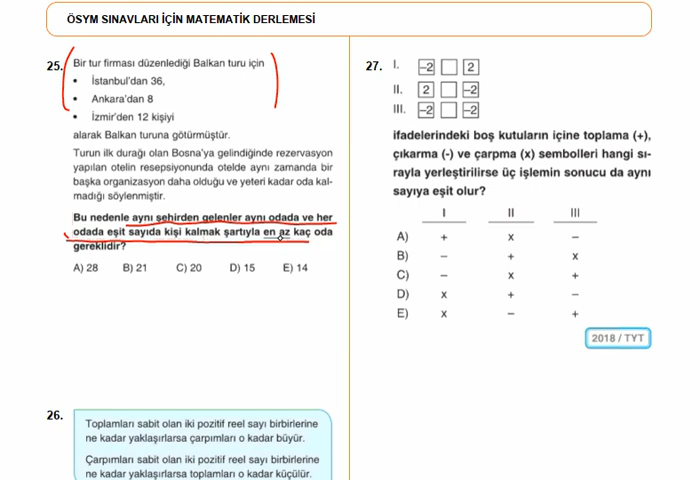 ÖSYM SINAVLARI İÇİN MATEMATİK DERLEMESİ
25. Bir tur firması düzenlediği Balkan turu için
• İstanbul'dan 36,
• Ankara'dan 8
• İzmir'den 12 kişiyi
alarak Balkan turuna götürmüştür.
Turun ilk durağı olan Bosna'ya gelindiğinde rezervasyon
yapılan otelin resepsiyonunda otelde aynı zamanda bir
başka organizasyon daha olduğu ve yeteri kadar oda kal-
madığı söylenmiştir.
Bu nedenle aynı şehirden gelenler aynı odada ve her
odada eşit sayıda kişi kalmak şartıyla en az kaç oda
gereklidir?
A) 28 B) 21 C) 20 D) 15 E) 14
26.
Toplamları sabit olan iki pozitif reel sayı birbirlerine
ne kadar yaklaşırlarsa çarpımları o kadar büyür.
Çarpımları sabit olan iki pozitif reel sayı birbirlerine
ne kadar yaklaşırlarsa toplamları o kadar küçülür.
27. I. -2 2
II. 2 -2
III. -2 -2
ifadelerindeki boş kutuların içine toplama (+),
çıkarma (-) ve çarpma (x) sembolleri hangi sı-
rayla yerleştirilirse üç işlemin sonucu da aynı
sayıya eşit olur?
I II III
A) + x -
B) - + x
C) - x +
D) x + -
E) x - +
2018 / TYT